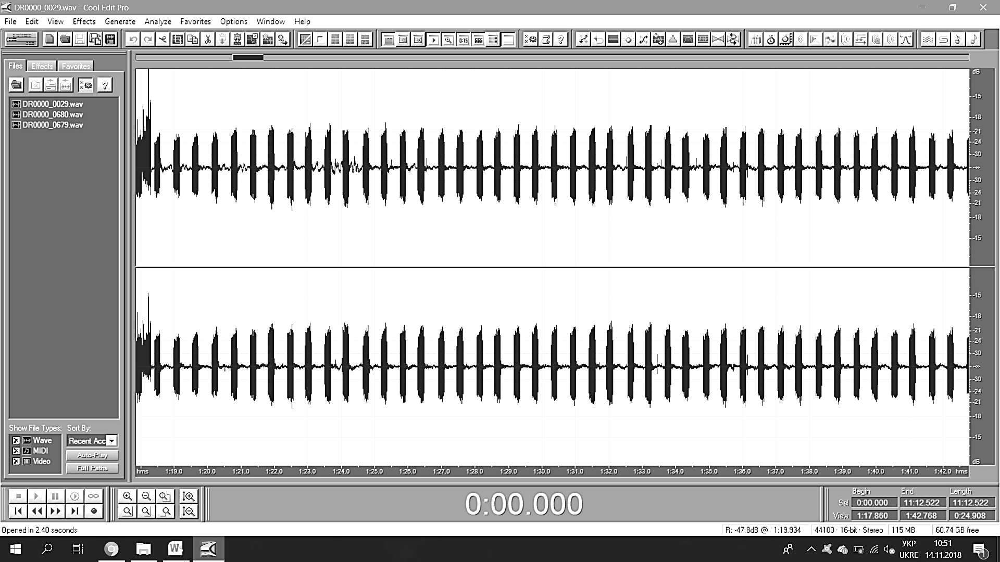 DR0000_0029.wav - Cool Edit Pro
File Edit View Effects Generate Analyze Favorites Options Window Help
0:15
Files Effects Favorites
DR0000_0029.wav
DR0000_0680.wav
DR0000_0679.wav
Show File Types: Sort By:
Wave Recent Acc
MIDI
Auto-Play
Video
Full Paths
dB
-15
-18
-21
-24
-30
-∞
-30
-24
-21
-18
-15
-15
-18
-21
-24
-30
-∞
-30
-24
-21
-18
-15
dB
hms 1:19.0 1:20.0 1:21.0 1:22.0 1:23.0 1:24.0 1:25.0 1:26.0 1:27.0 1:28.0 1:29.0 1:30.0 1:31.0 1:32.0 1:33.0 1:34.0 1:35.0 1:36.0 1:37.0 1:38.0 1:39.0 1:40.0 1:41.0 1:42.0 hms
0:00.000
Begin End Length
Sel 0:00.000 11:12.522 11:12.522
View 1:17.860 1:42.768 0:24.908
Opened in 2.40 seconds
R: -47.8dB @ 1:19.934 44100 · 16-bit · Stereo 115 MB 60.74 GB free
УКР 10:51
UKRE 14.11.2018
1